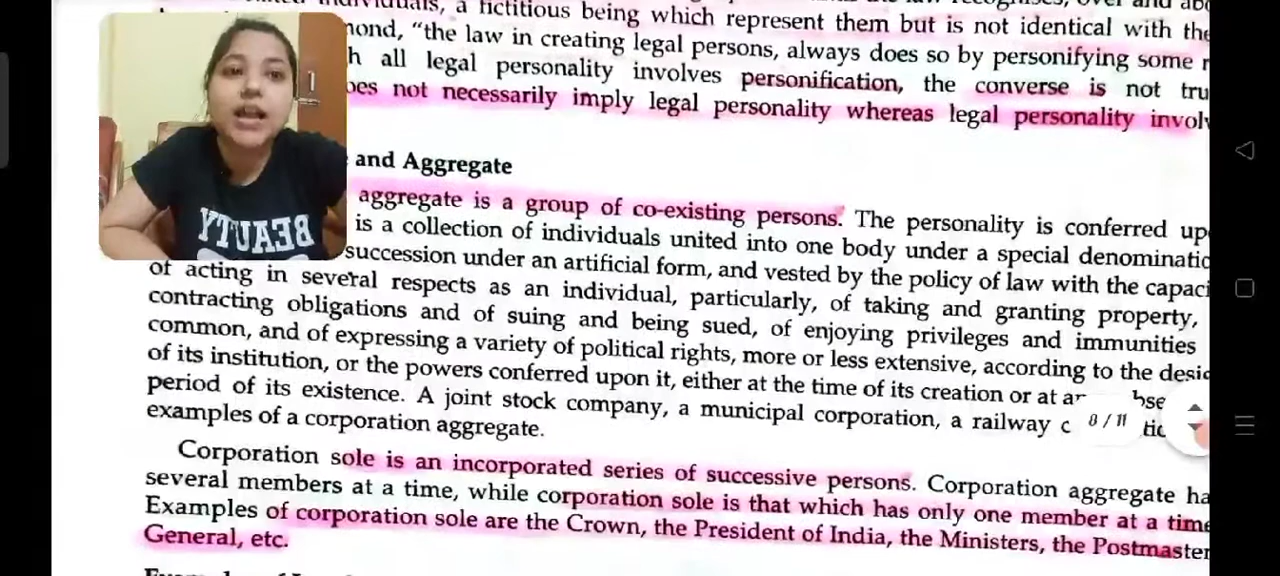 individuals, a fictitious being which represent them but is not identical with the
mond, "the law in creating legal persons, always does so by personifying some r
h all legal personality involves personification, the converse is not tru
oes not necessarily imply legal personality whereas legal personality involv
and Aggregate
aggregate is a group of co-existing persons. The personality is conferred up
is a collection of individuals united into one body under a special denominatio
succession under an artificial form, and vested by the policy of law with the capaci
of acting in several respects as an individual, particularly, of taking and granting property,
contracting obligations and of suing and being sued, of enjoying privileges and immunities
common, and of expressing a variety of political rights, more or less extensive, according to the desig
of its institution, or the powers conferred upon it, either at the time of its creation or at bse
period of its existence. A joint stock company, a municipal corporation, a railway c tio
examples of a corporation aggregate.
8 / 11
Corporation sole is an incorporated series of successive persons. Corporation aggregate ha
several members at a time, while corporation sole is that which has only one member at a time
Examples of corporation sole are the Crown, the President of India, the Ministers, the Postmaster
General, etc.
BEAUTY